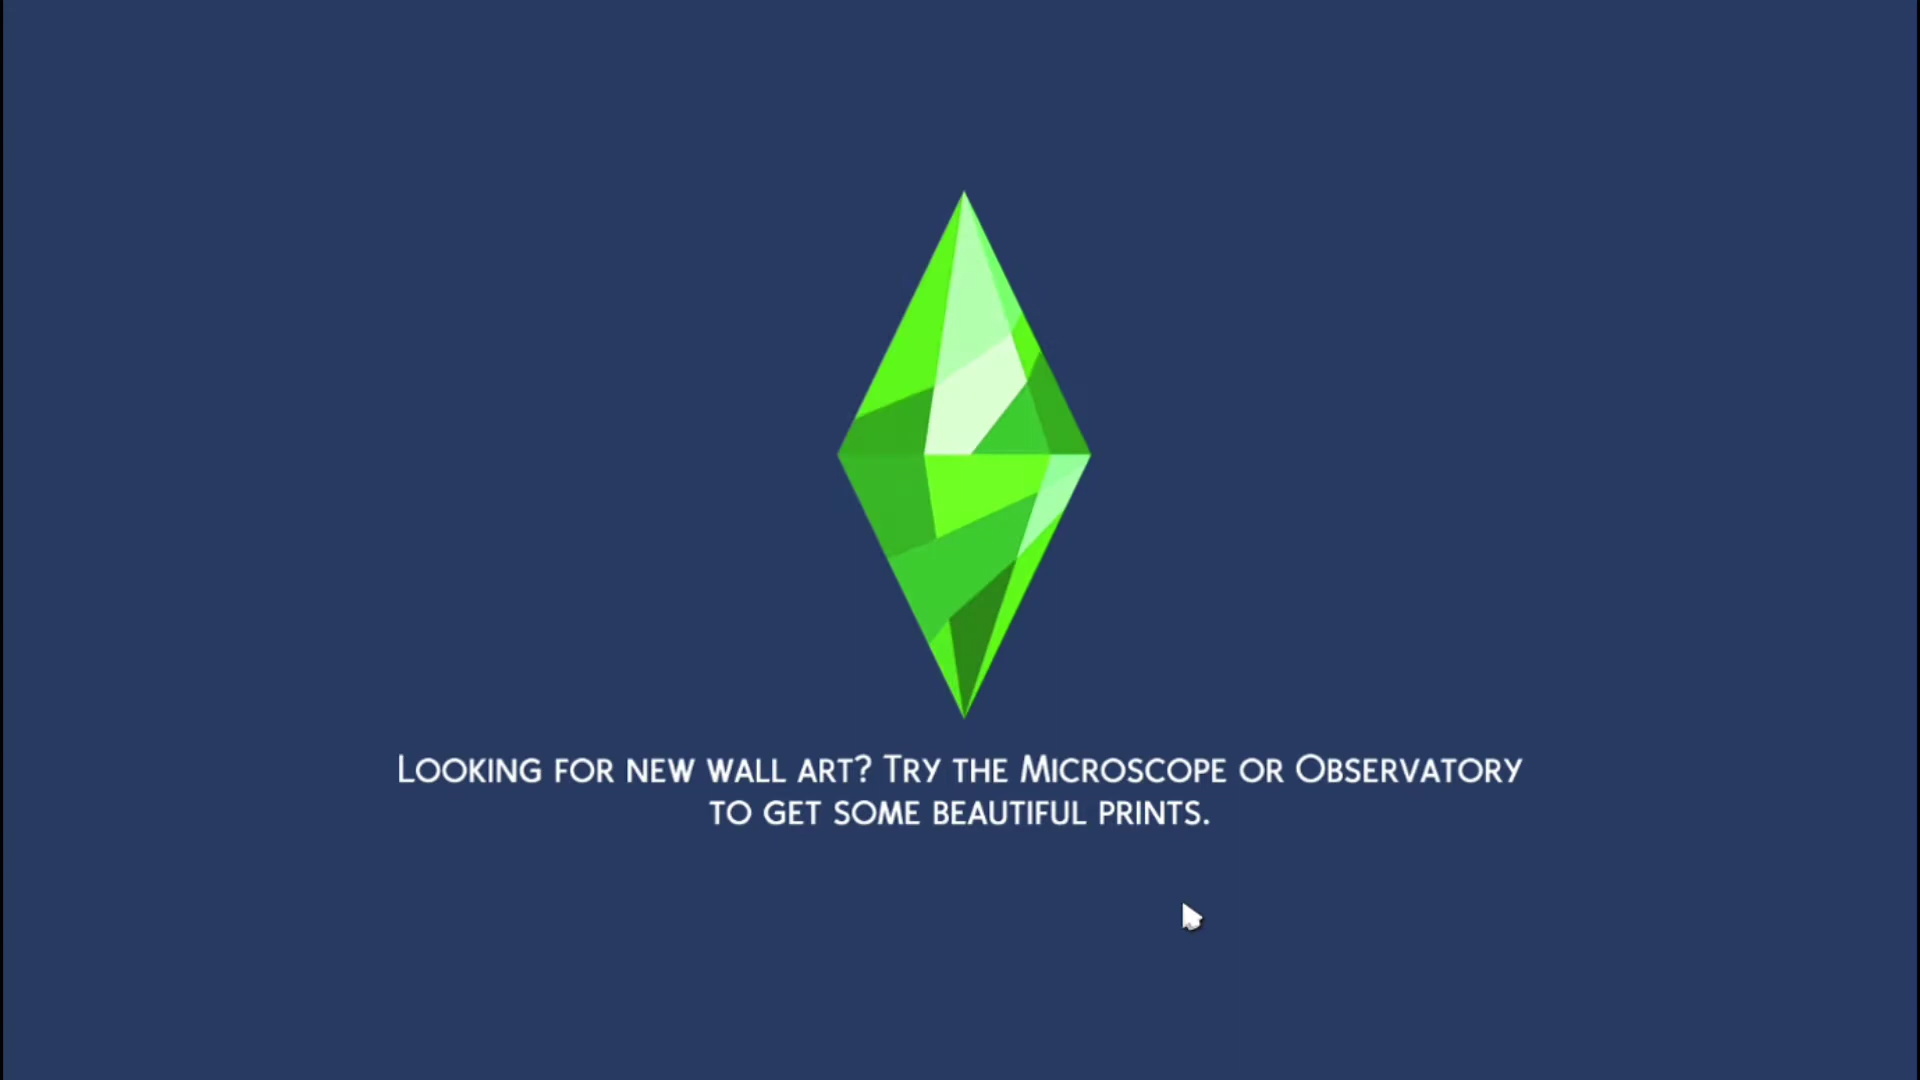 Looking for new wall art? Try the Microscope or Observatory
to get some beautiful prints.